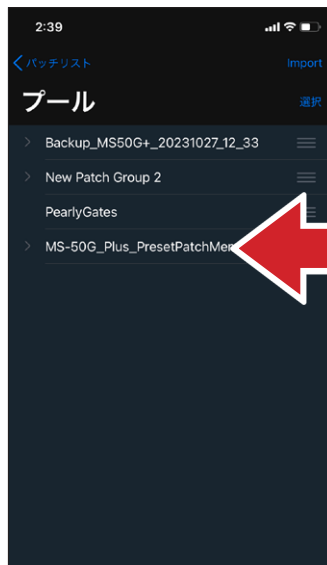 2:39
パッチリスト
Import
プール
選択
Backup_MS50G+_20231027_12_33
New Patch Group 2
PearlyGates
MS-50G_Plus_PresetPatchMe